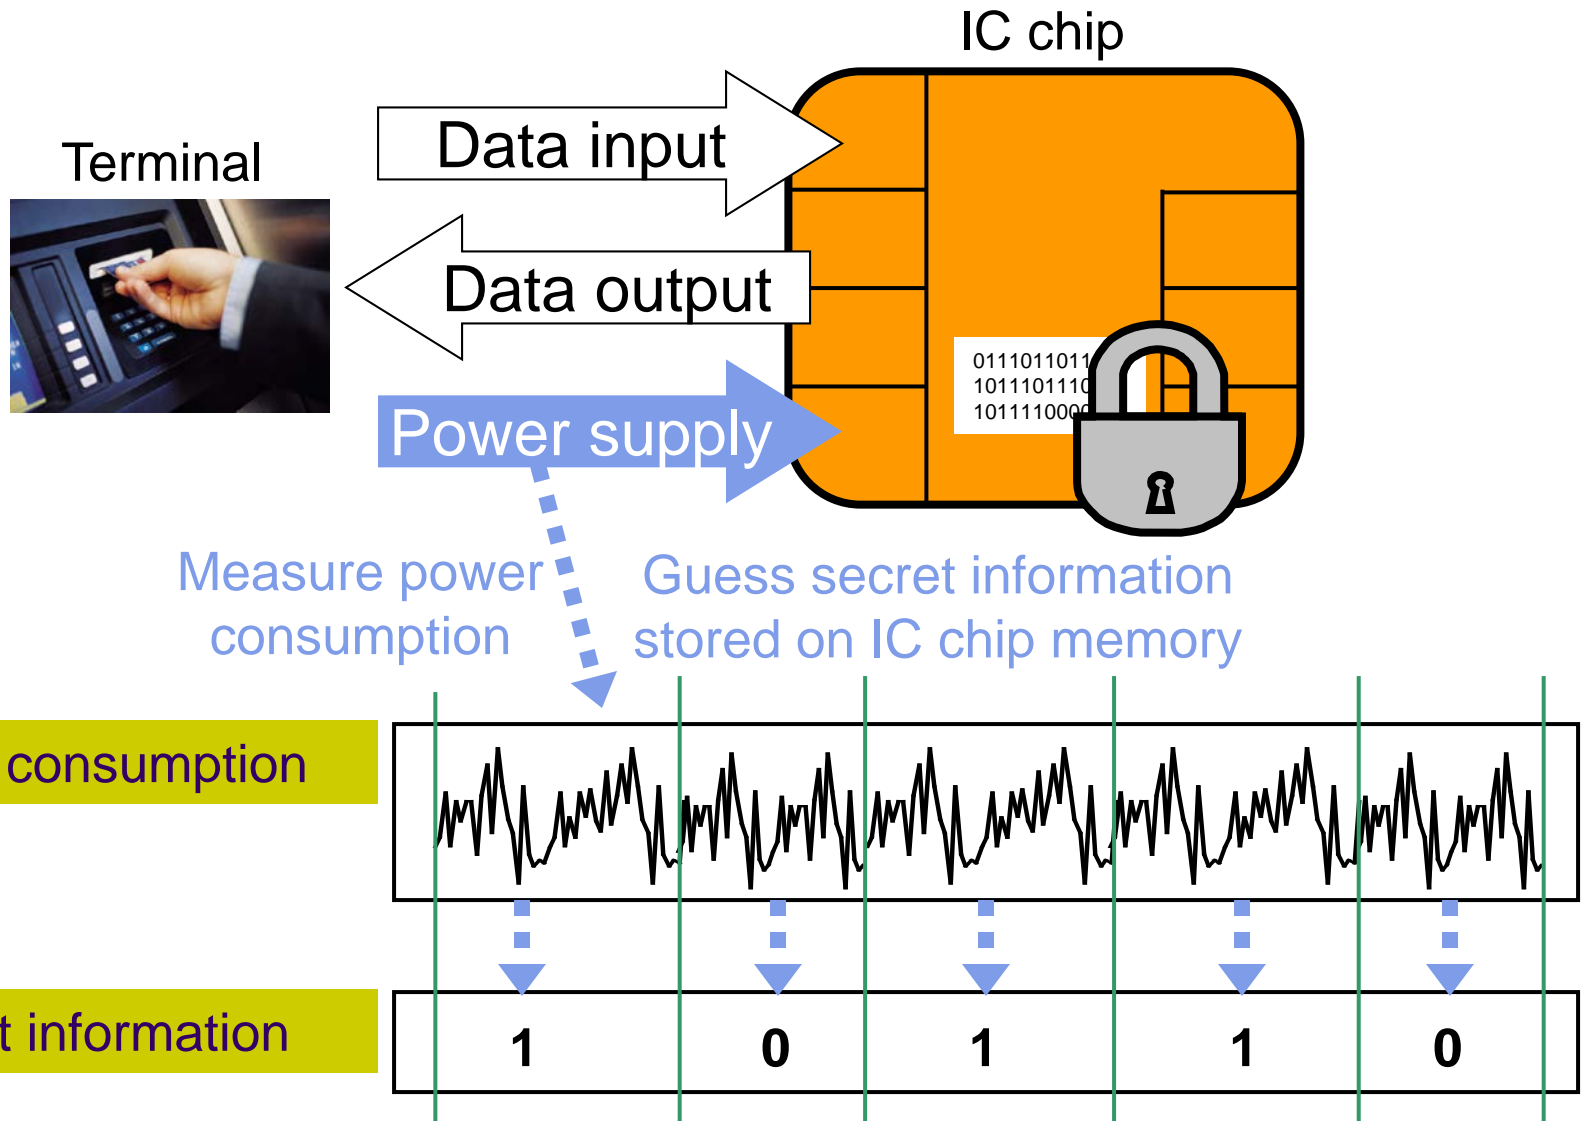 IC chip
Data input
Terminal
Data output
0111011011
1011101110
101111000
Power supply
Measure power
consumption
Guess secret information
stored on IC chip memory
consumption
t information
1 0 1 1 0